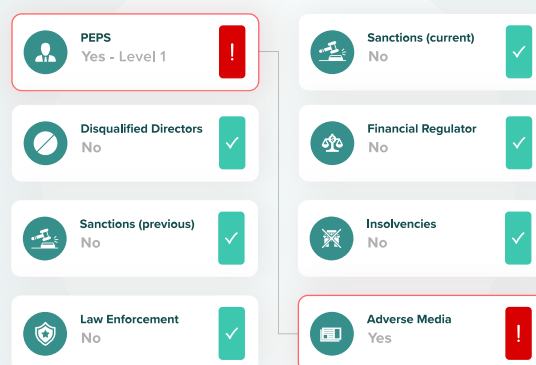 PEPS
Yes - Level 1
!
Sanctions (current)
No
Disqualified Directors
No
Financial Regulator
No
Sanctions (previous)
No
Insolvencies
No
Law Enforcement
No
Adverse Media
Yes
!